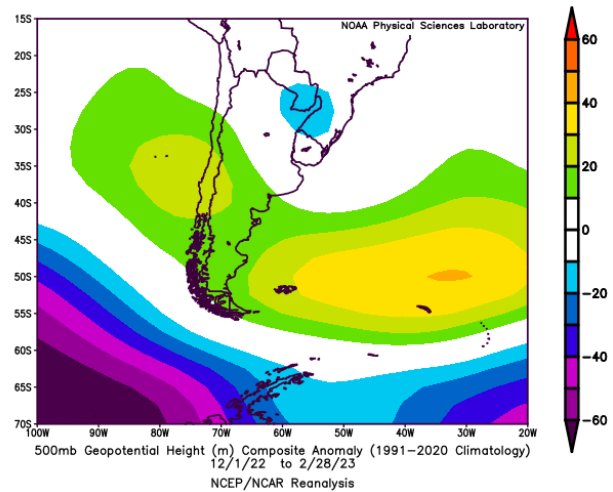 NOAA Physical Sciences Laboratory
15S
20S
25S
30S
35S
40S
45S
50S
55S
60S
65S
70S
100W 90W 80W 70W 60W 50W 40W 30W 20W
60
40
20
0
-20
-40
-60
500mb Geopotential Height (m) Composite Anomaly (1991-2020 Climatology)
12/1/22 to 2/28/23
NCEP/NCAR Reanalysis